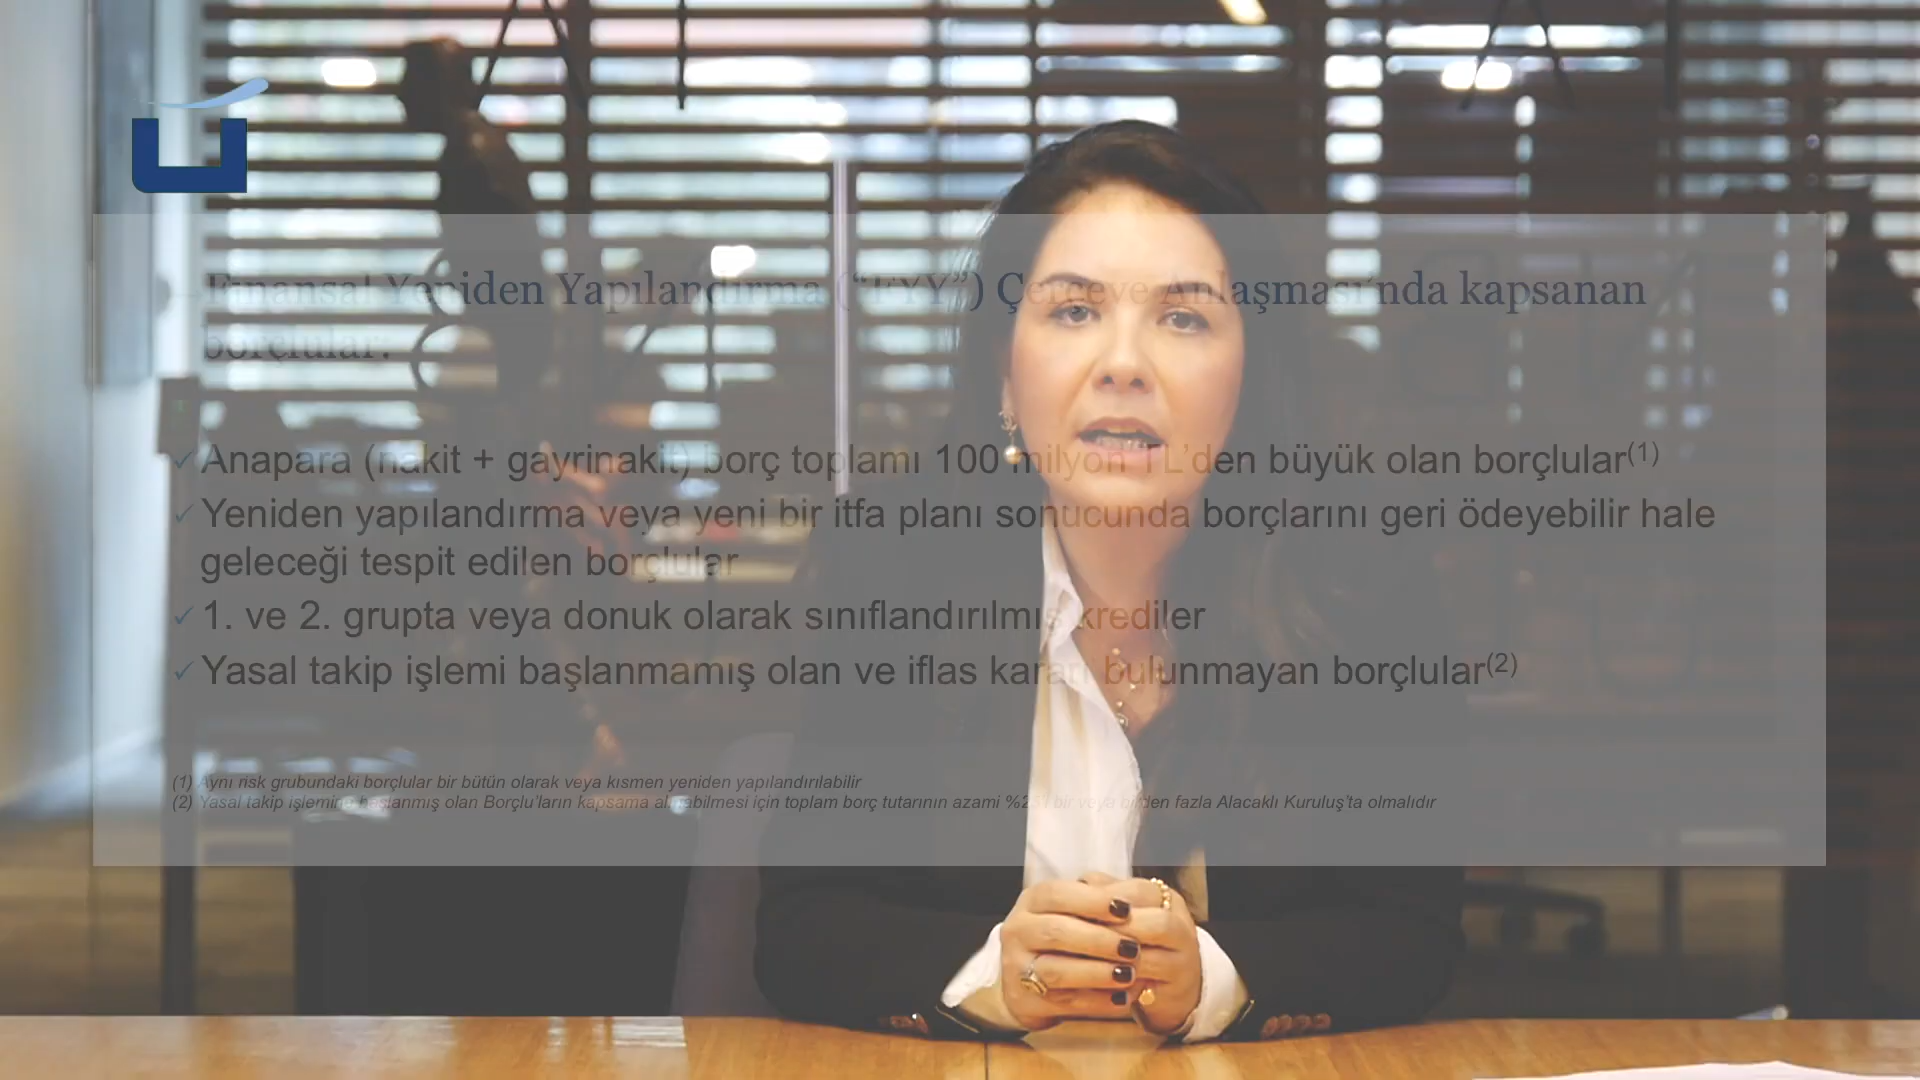 Finansal Yeniden Yapılandırma (“FYY”) Çerçeve Anlaşması’nda kapsanan
borçlular:
✓ Anapara (nakit + gayrinakit) borç toplamı 100 milyon TL’den büyük olan borçlular(1)
✓ Yeniden yapılandırma veya yeni bir itfa planı sonucunda borçlarını geri ödeyebilir hale
geleceği tespit edilen borçlular
✓ 1. ve 2. grupta veya donuk olarak sınıflandırılmış krediler
✓ Yasal takip işlemi başlanmamış olan ve iflas kararı bulunmayan borçlular(2)
(1) Aynı risk grubundaki borçlular bir bütün olarak veya kısmen yeniden yapılandırılabilir
(2) Yasal takip işlemine başlanmış olan Borçlu’ların kapsama alınabilmesi için toplam borç tutarının azami bir veya birden fazla Alacaklı Kuruluş’ta olmalıdır